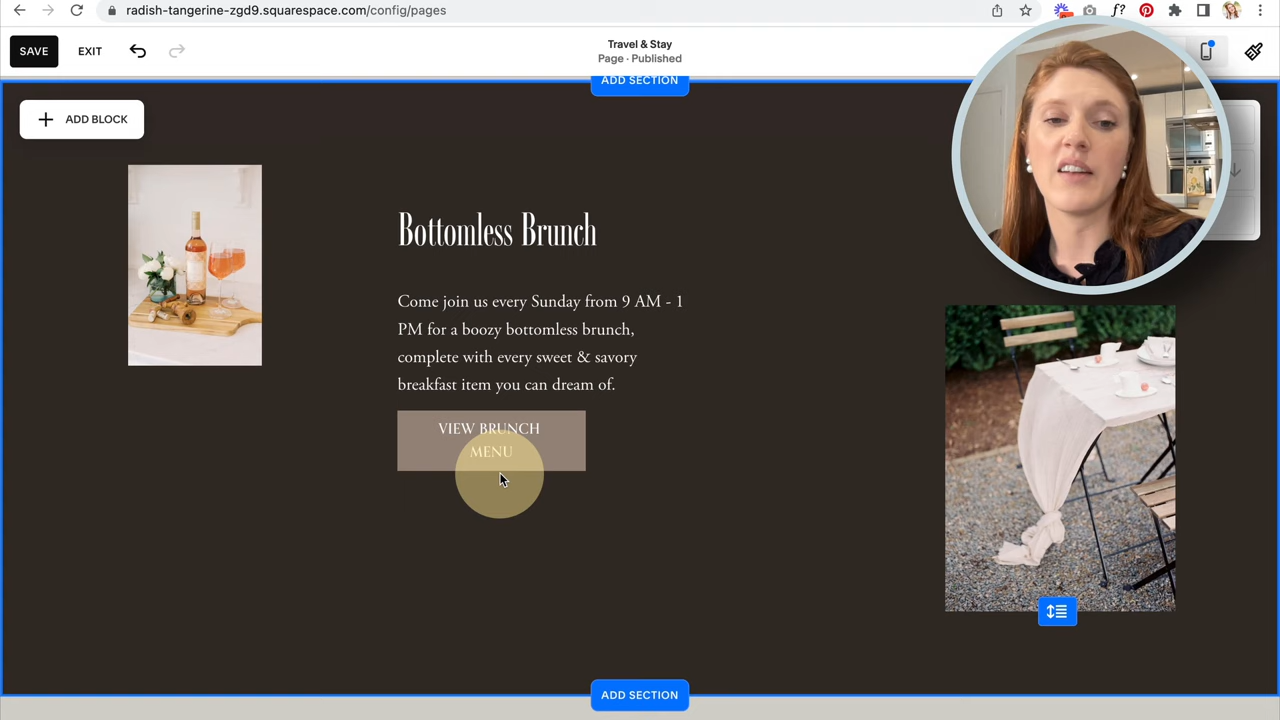 radish-tangerine-zgd9.squarespace.com/config/pages
f?
SAVE
EXIT
Travel & Stay
Page · Published
ADD SECTION
ADD BLOCK
Bottomless Brunch
Come join us every Sunday from 9 AM - 1
PM for a boozy bottomless brunch,
complete with every sweet & savory
breakfast item you can dream of.
VIEW BRUNCH
MENU
ADD SECTION